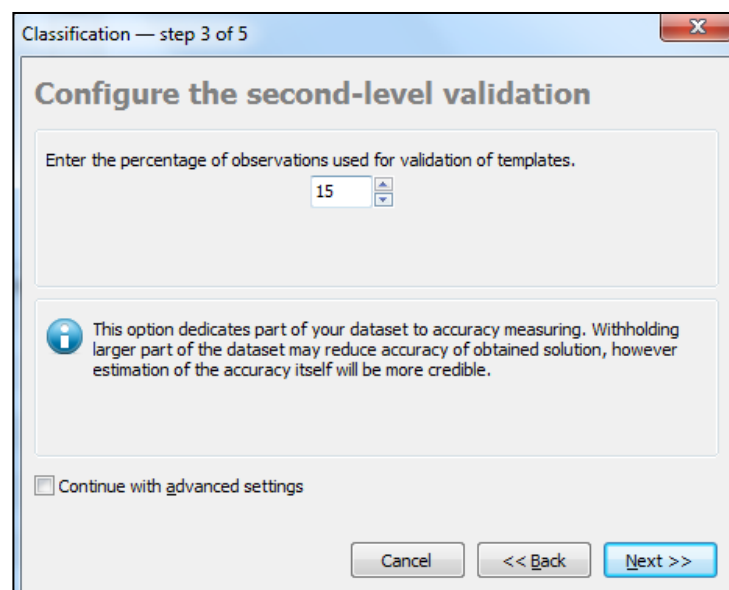 Classification — step 3 of 5
Configure the second-level validation
Enter the percentage of observations used for validation of templates.
15
This option dedicates part of your dataset to accuracy measuring. Withholding
larger part of the dataset may reduce accuracy of obtained solution, however
estimation of the accuracy itself will be more credible.
Continue with advanced settings
Cancel
<< Back
Next >>